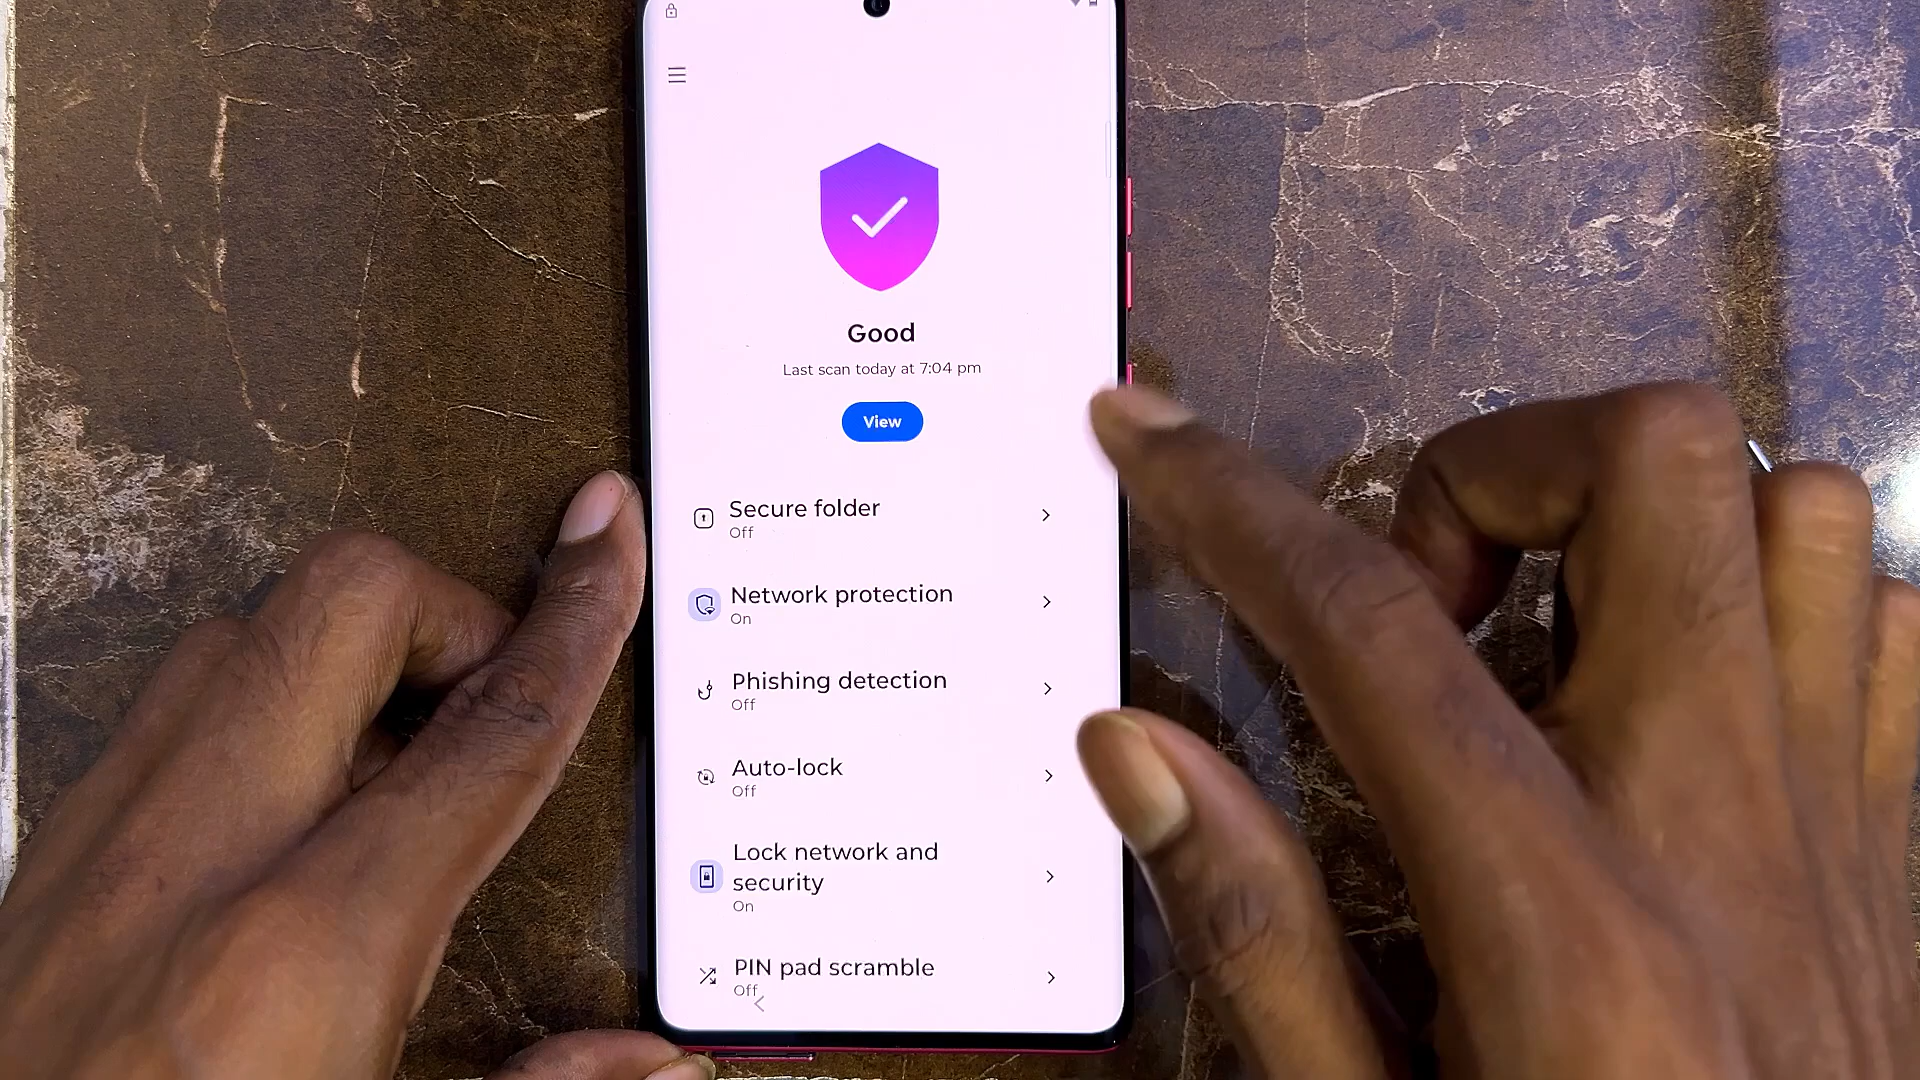 Good
Last scan today at 7:04 pm
View
Secure folder
Off
Network protection
On
Phishing detection
Off
Auto-lock
Off
Lock network and
security
On
PIN pad scramble
Off